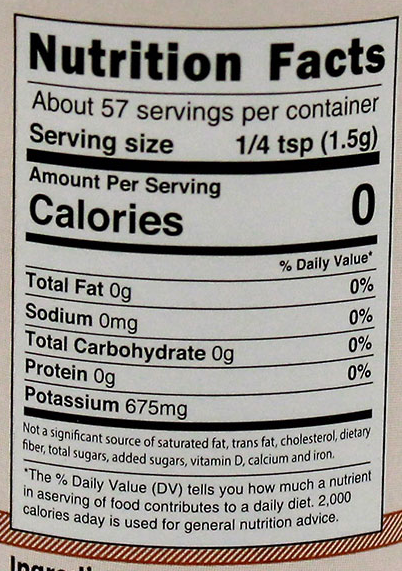 Nutrition Facts
About 57 servings per container
Serving size 1/4 tsp (1.5g)
Amount Per Serving
Calories 0
% Daily Value*
Total Fat 0g 0%
Sodium 0mg 0%
Total Carbohydrate 0g 0%
Protein 0g 0%
Potassium 675mg
Not a significant source of saturated fat, trans fat, cholesterol, dietary
fiber, total sugars, added sugars, vitamin D, calcium and iron.
*The % Daily Value (DV) tells you how much a nutrient
in aserving of food contributes to a daily diet. 2,000
calories aday is used for general nutrition advice.